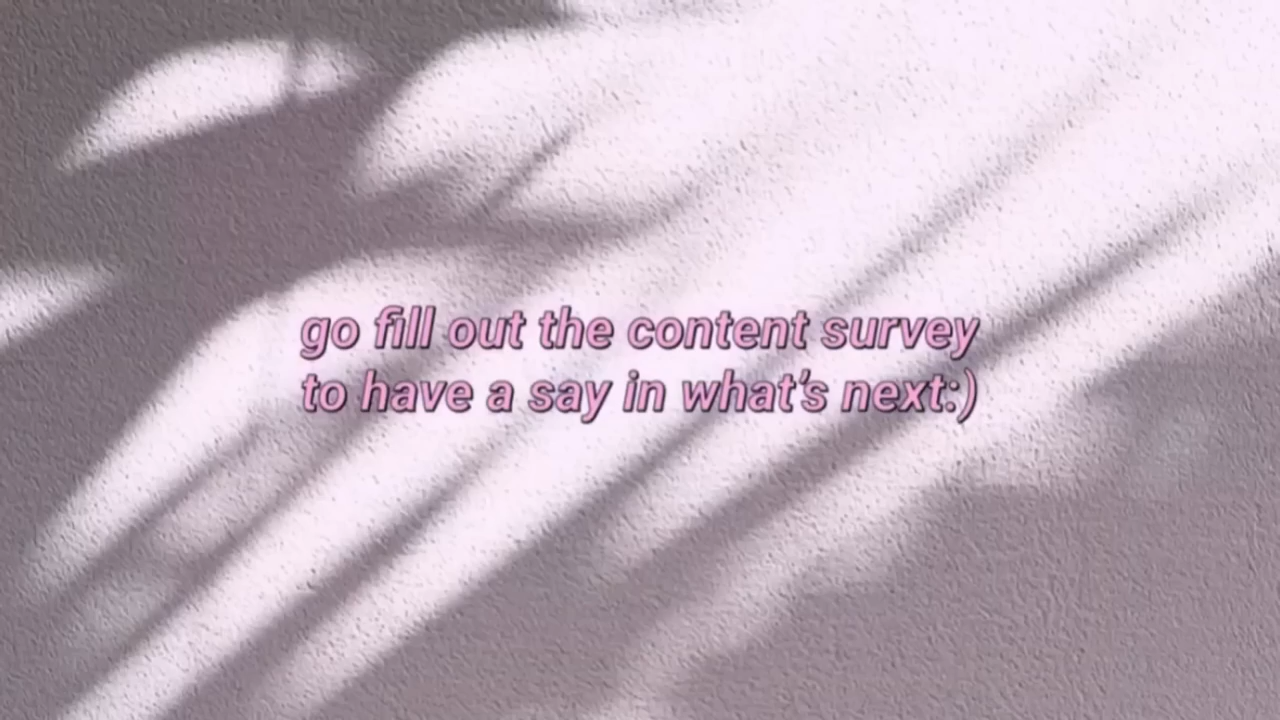 go fill out the content survey
to have a say in what's next:)